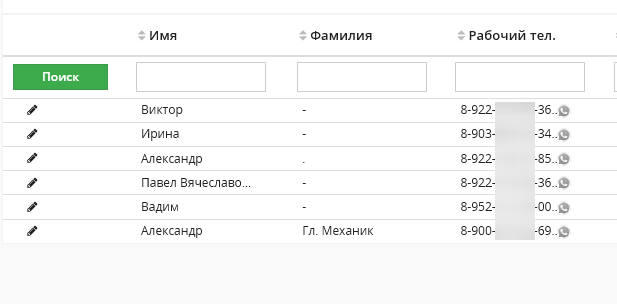 Имя Фамилия Рабочий тел.
Поиск
Виктор - 8-922- -36..
Ирина - 8-903- -34..
Александр . 8-922- -85..
Павел Вячеславо... - 8-922- -36..
Вадим - 8-952- -00..
Александр Гл. Механик 8-900- -69..